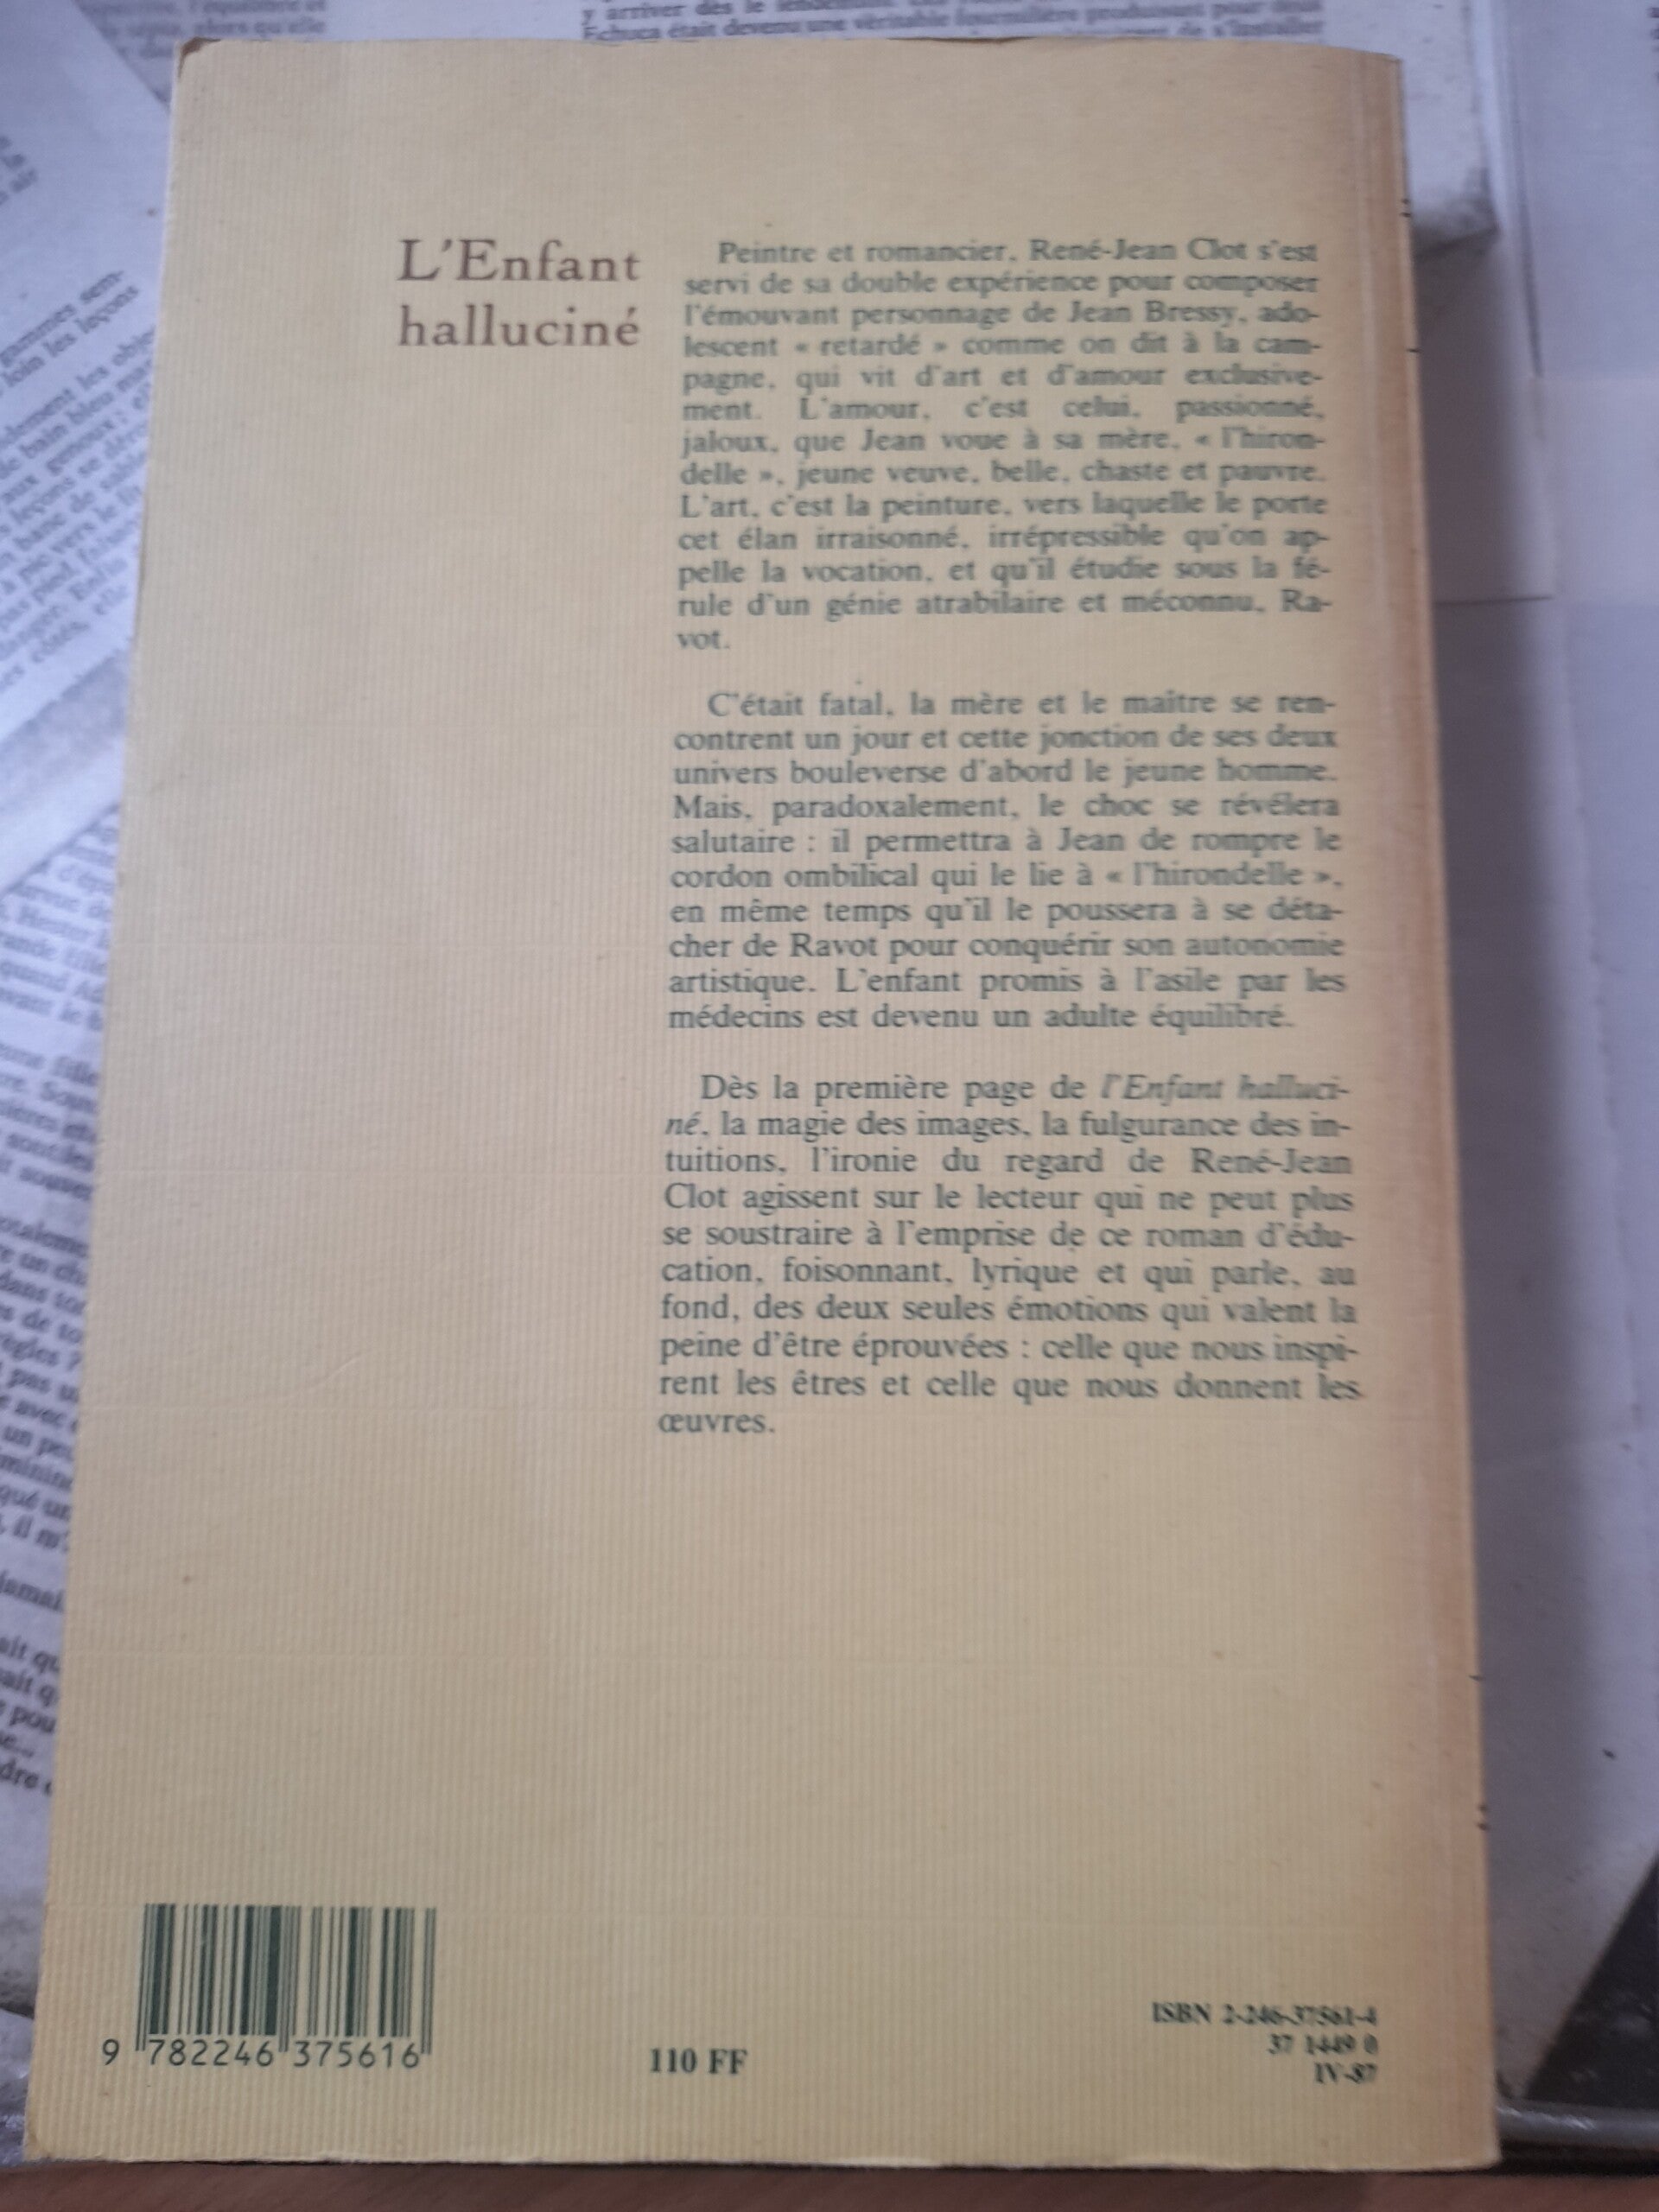 L'Enfant
halluciné
Peintre et romancier, René-Jean Clot s'est
servi de sa double expérience pour composer
l'émouvant personnage de Jean Bressy, ado-
lescent « retardé » comme on dit à la cam-
pagne, qui vit d'art et d'amour exclusive-
ment. L'amour, c'est celui, passionné,
jaloux, que Jean voue à sa mère, « l'hiron-
delle », jeune veuve, belle, chaste et pauvre.
L'art, c'est la peinture, vers laquelle le porte
cet élan irraisonné, irrépressible qu'on ap-
pelle la vocation, et qu'il étudie sous la fé-
rule d'un génie atrabilaire et méconnu, Ra-
vot.
C'était fatal, la mère et le maître se ren-
contrent un jour et cette jonction de ses deux
univers bouleverse d'abord le jeune homme.
Mais, paradoxalement, le choc se révélera
salutaire : il permettra à Jean de rompre le
cordon ombilical qui le lie à « l'hirondelle »,
en même temps qu'il le poussera à se déta-
cher de Ravot pour conquérir son autonomie
artistique. L'enfant promis à l'asile par les
médecins est devenu un adulte équilibré.
Dès la première page de l'Enfant halluci-
né, la magie des images, la fulgurance des in-
tuitions, l'ironie du regard de René-Jean
Clot agissent sur le lecteur qui ne peut plus
se soustraire à l'emprise de ce roman d'édu-
cation, foisonnant, lyrique et qui parle, au
fond, des deux seules émotions qui valent la
peine d'être éprouvées : celle que nous inspi-
rent les êtres et celle que nous donnent les
œuvres.
9 782246 375616
110 FF
ISBN 2-246-37561-4
37 1449 0
IV-87
y arriver dès le
Echuca était devenu une véritable fourmilière produisant pour